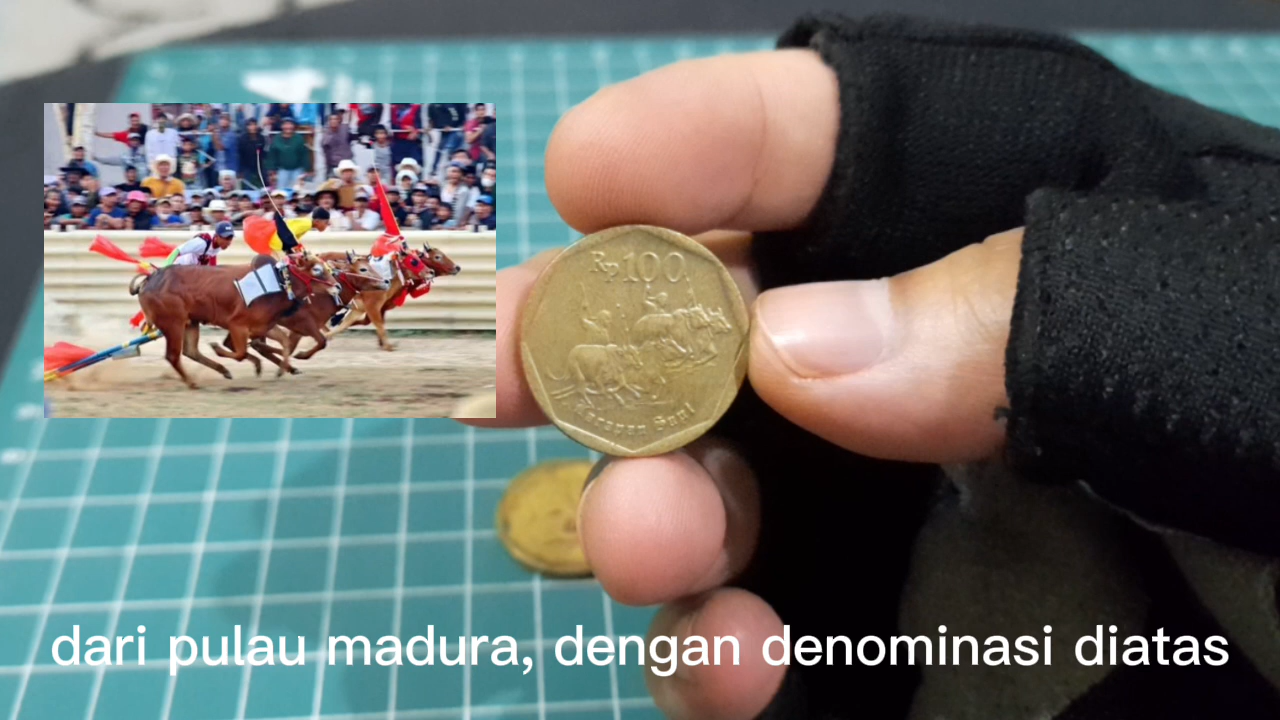 Rp100
Karapan Sapi
dari pulau madura, dengan denominasi diatas